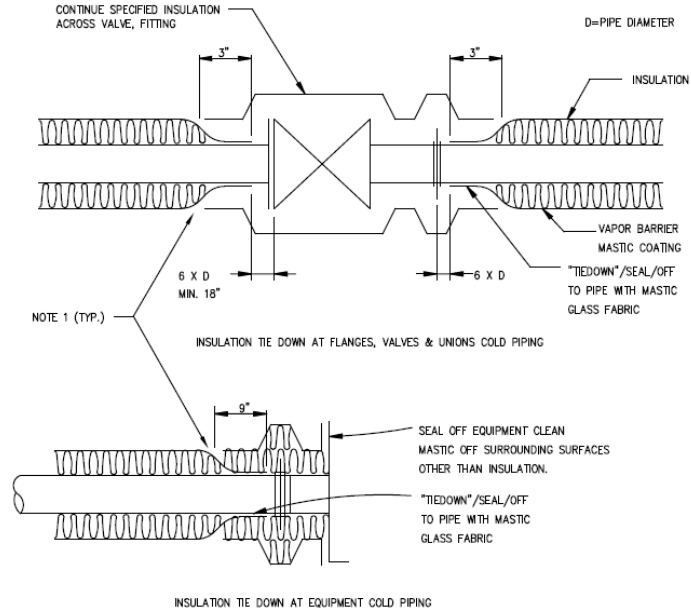 CONTINUE SPECIFIED INSULATION
ACROSS VALVE, FITTING
D=PIPE DIAMETER
3"
3"
INSULATION
VAPOR BARRIER
MASTIC COATING
6 X D
MIN. 18"
6 X D
"TIEDOWN"/SEAL/OFF
TO PIPE WITH MASTIC
GLASS FABRIC
NOTE 1 (TYP.)
INSULATION TIE DOWN AT FLANGES, VALVES & UNIONS COLD PIPING
9"
SEAL OFF EQUIPMENT CLEAN
MASTIC OFF SURROUNDING SURFACES
OTHER THAN INSULATION.
"TIEDOWN"/SEAL/OFF
TO PIPE WITH MASTIC
GLASS FABRIC
INSULATION TIE DOWN AT EQUIPMENT COLD PIPING